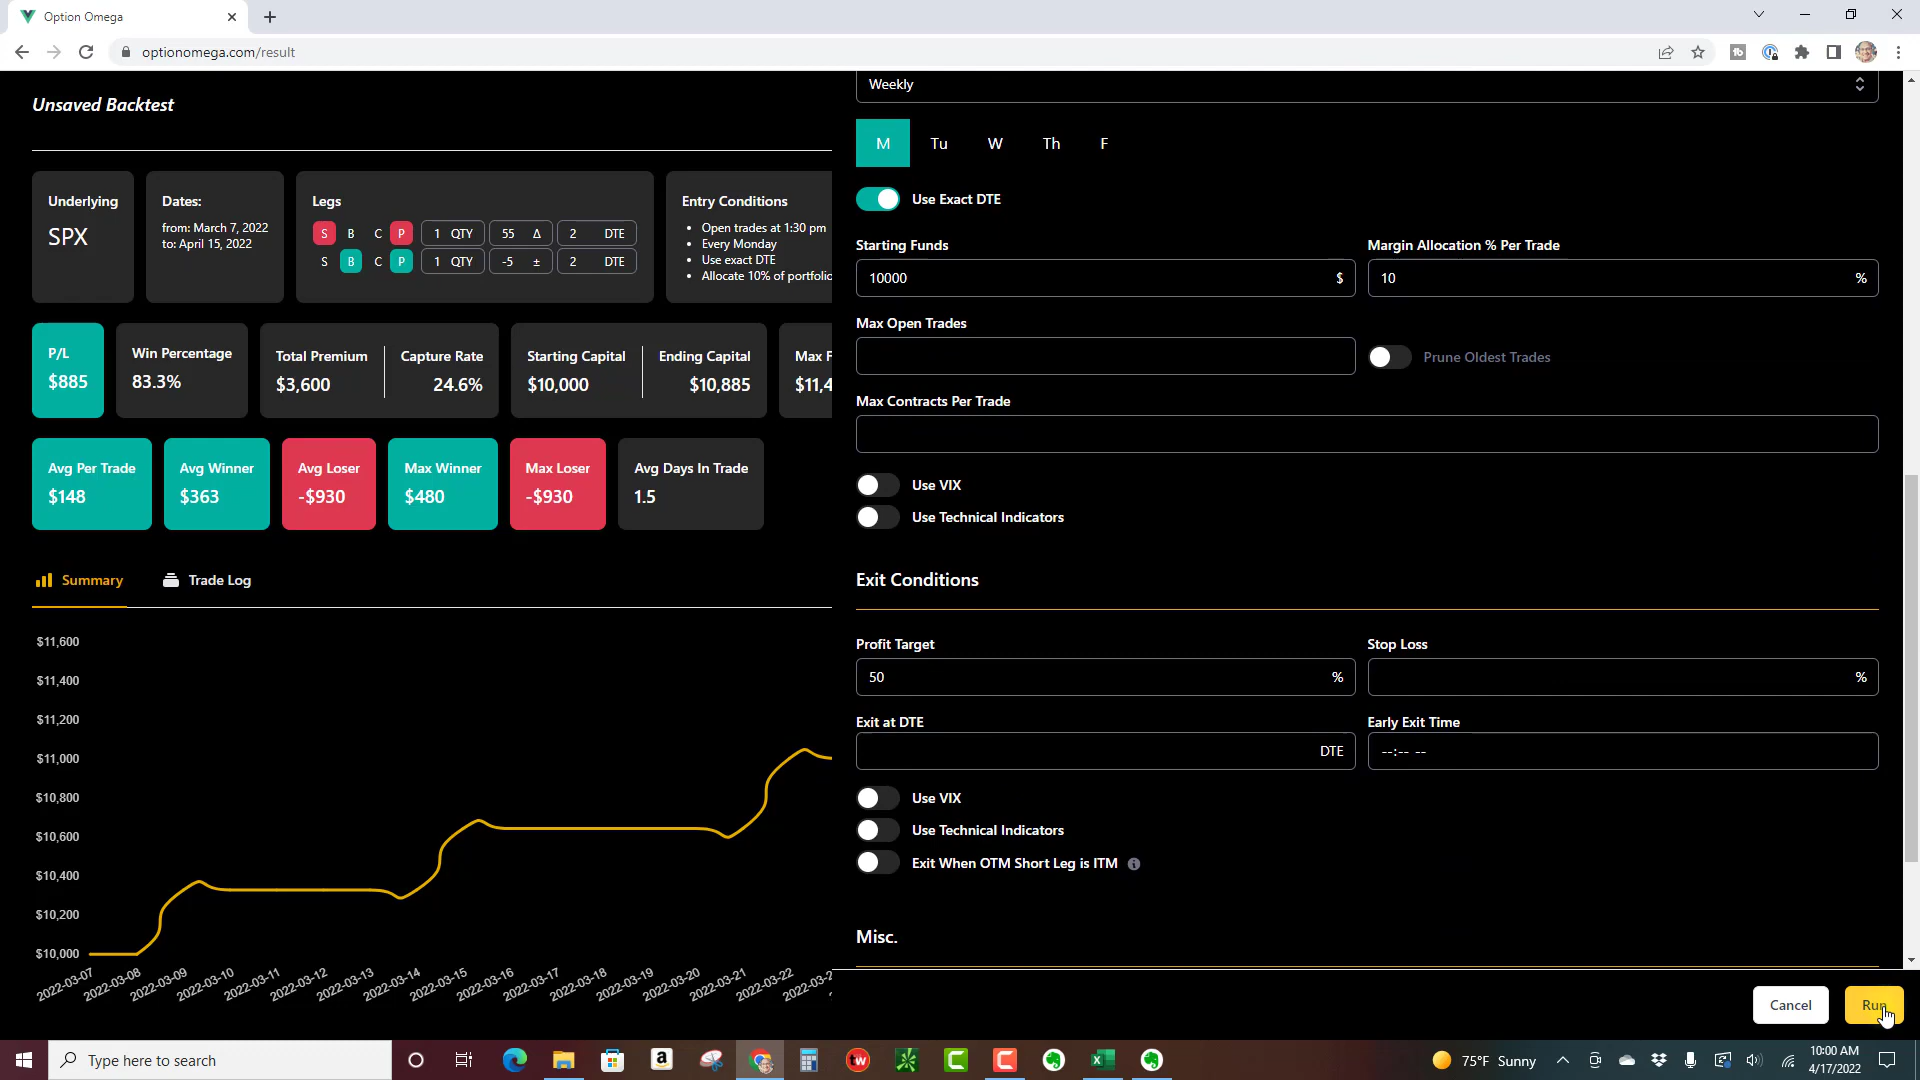 Option Omega
optionomega.com/result
Unsaved Backtest
Underlying
SPX
Dates:
from: March 7, 2022
to: April 15, 2022
Legs
S B C P 1 QTY 55 Δ 2 DTE
S B C P 1 QTY -5 ± 2 DTE
Entry Conditions
• Open trades at 1:30 pm
• Every Monday
• Use exact DTE
• Allocate 10% of portfolio
P/L
$885
Win Percentage
83.3%
Total Premium
$3,600
Capture Rate
24.6%
Starting Capital
$10,000
Ending Capital
$10,885
Max F
$11,4
Avg Per Trade
$148
Avg Winner
$363
Avg Loser
-$930
Max Winner
$480
Max Loser
-$930
Avg Days In Trade
1.5
Summary
Trade Log
$11,600
$11,400
$11,200
$11,000
$10,800
$10,600
$10,400
$10,200
$10,000
2022-03-07 2022-03-08 2022-03-09 2022-03-10 2022-03-11 2022-03-12 2022-03-13 2022-03-14 2022-03-15 2022-03-16 2022-03-17 2022-03-18 2022-03-19 2022-03-20 2022-03-21 2022-03-22 2022-03-2
Weekly
M Tu W Th F
Use Exact DTE
Starting Funds
10000 $
Margin Allocation % Per Trade
10 %
Max Open Trades
Prune Oldest Trades
Max Contracts Per Trade
Use VIX
Use Technical Indicators
Exit Conditions
Profit Target
50 %
Stop Loss
%
Exit at DTE
DTE
Early Exit Time
--:-- --
Use VIX
Use Technical Indicators
Exit When OTM Short Leg is ITM
Misc.
Cancel
Run
Type here to search
75°F Sunny
10:00 AM
4/17/2022